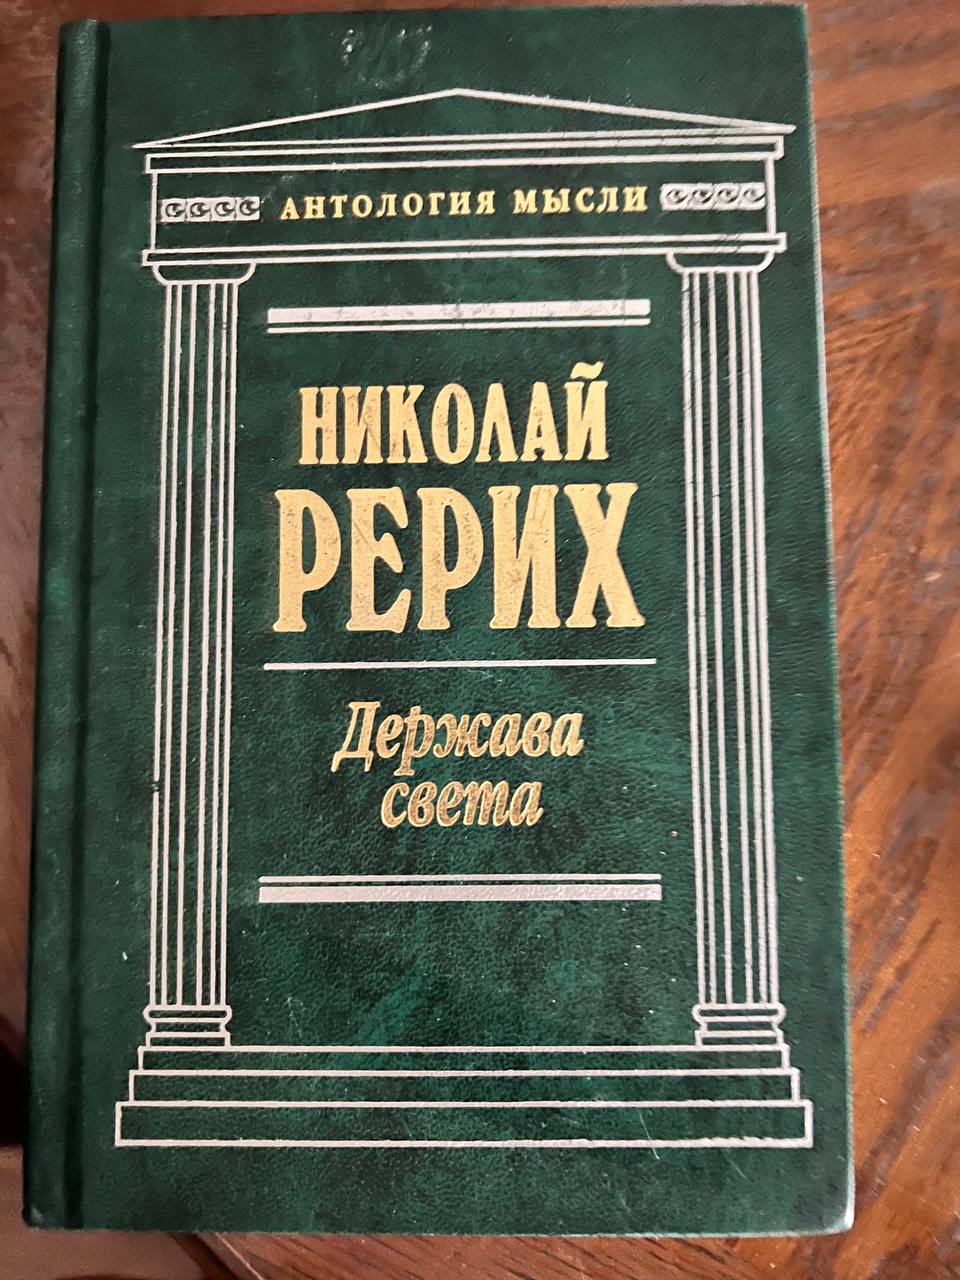 АНТОЛОГИЯ МЫСЛИ
НИКОЛАЙ
РЕРИХ
Держава
света